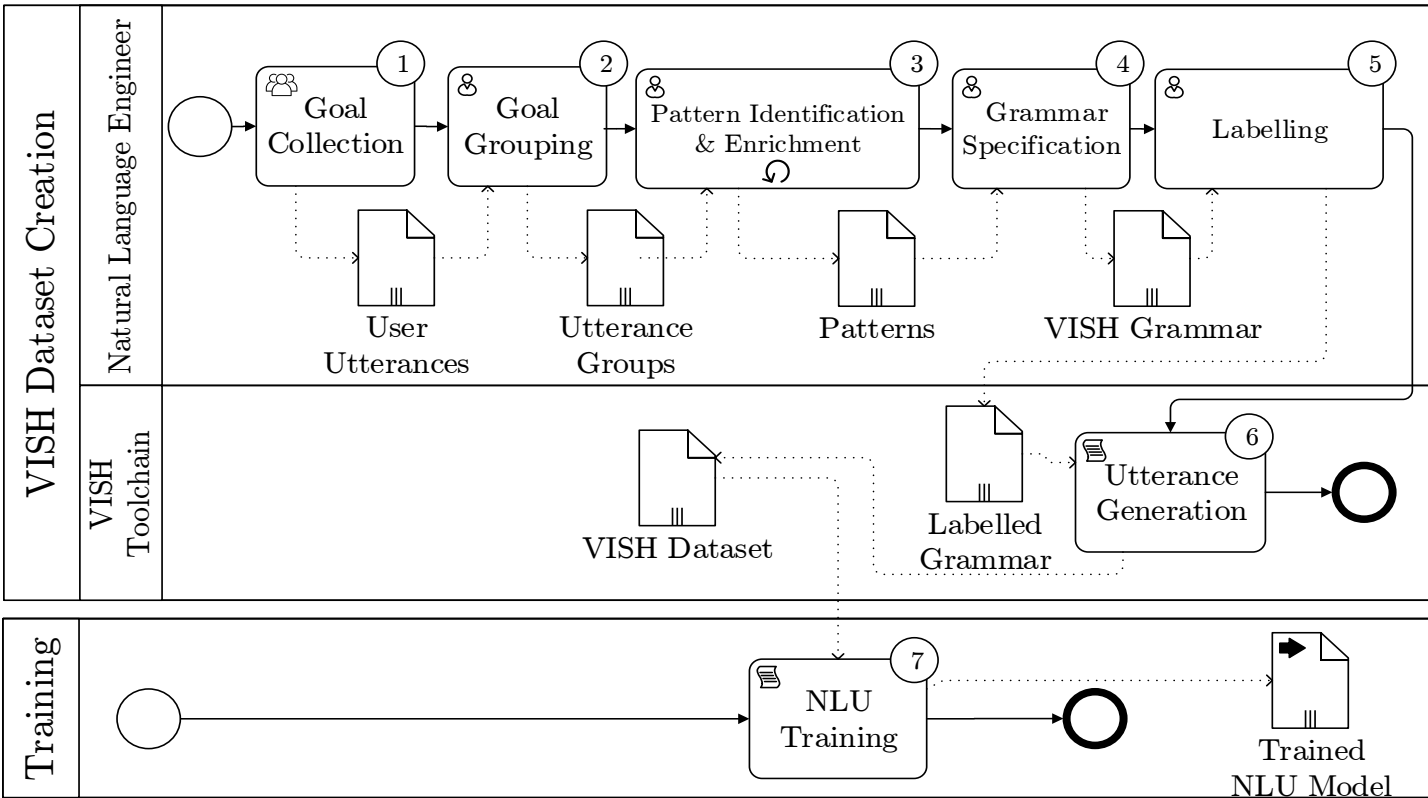 VISH Dataset Creation
Natural Language Engineer
1
Goal
Collection
2
Goal
Grouping
3
Pattern Identification
& Enrichment
4
Grammar
Specification
5
Labelling
User
Utterances
Utterance
Groups
Patterns
VISH Grammar
VISH
Toolchain
VISH Dataset
Labelled
Grammar
6
Utterance
Generation
Training
7
NLU
Training
Trained
NLU Model